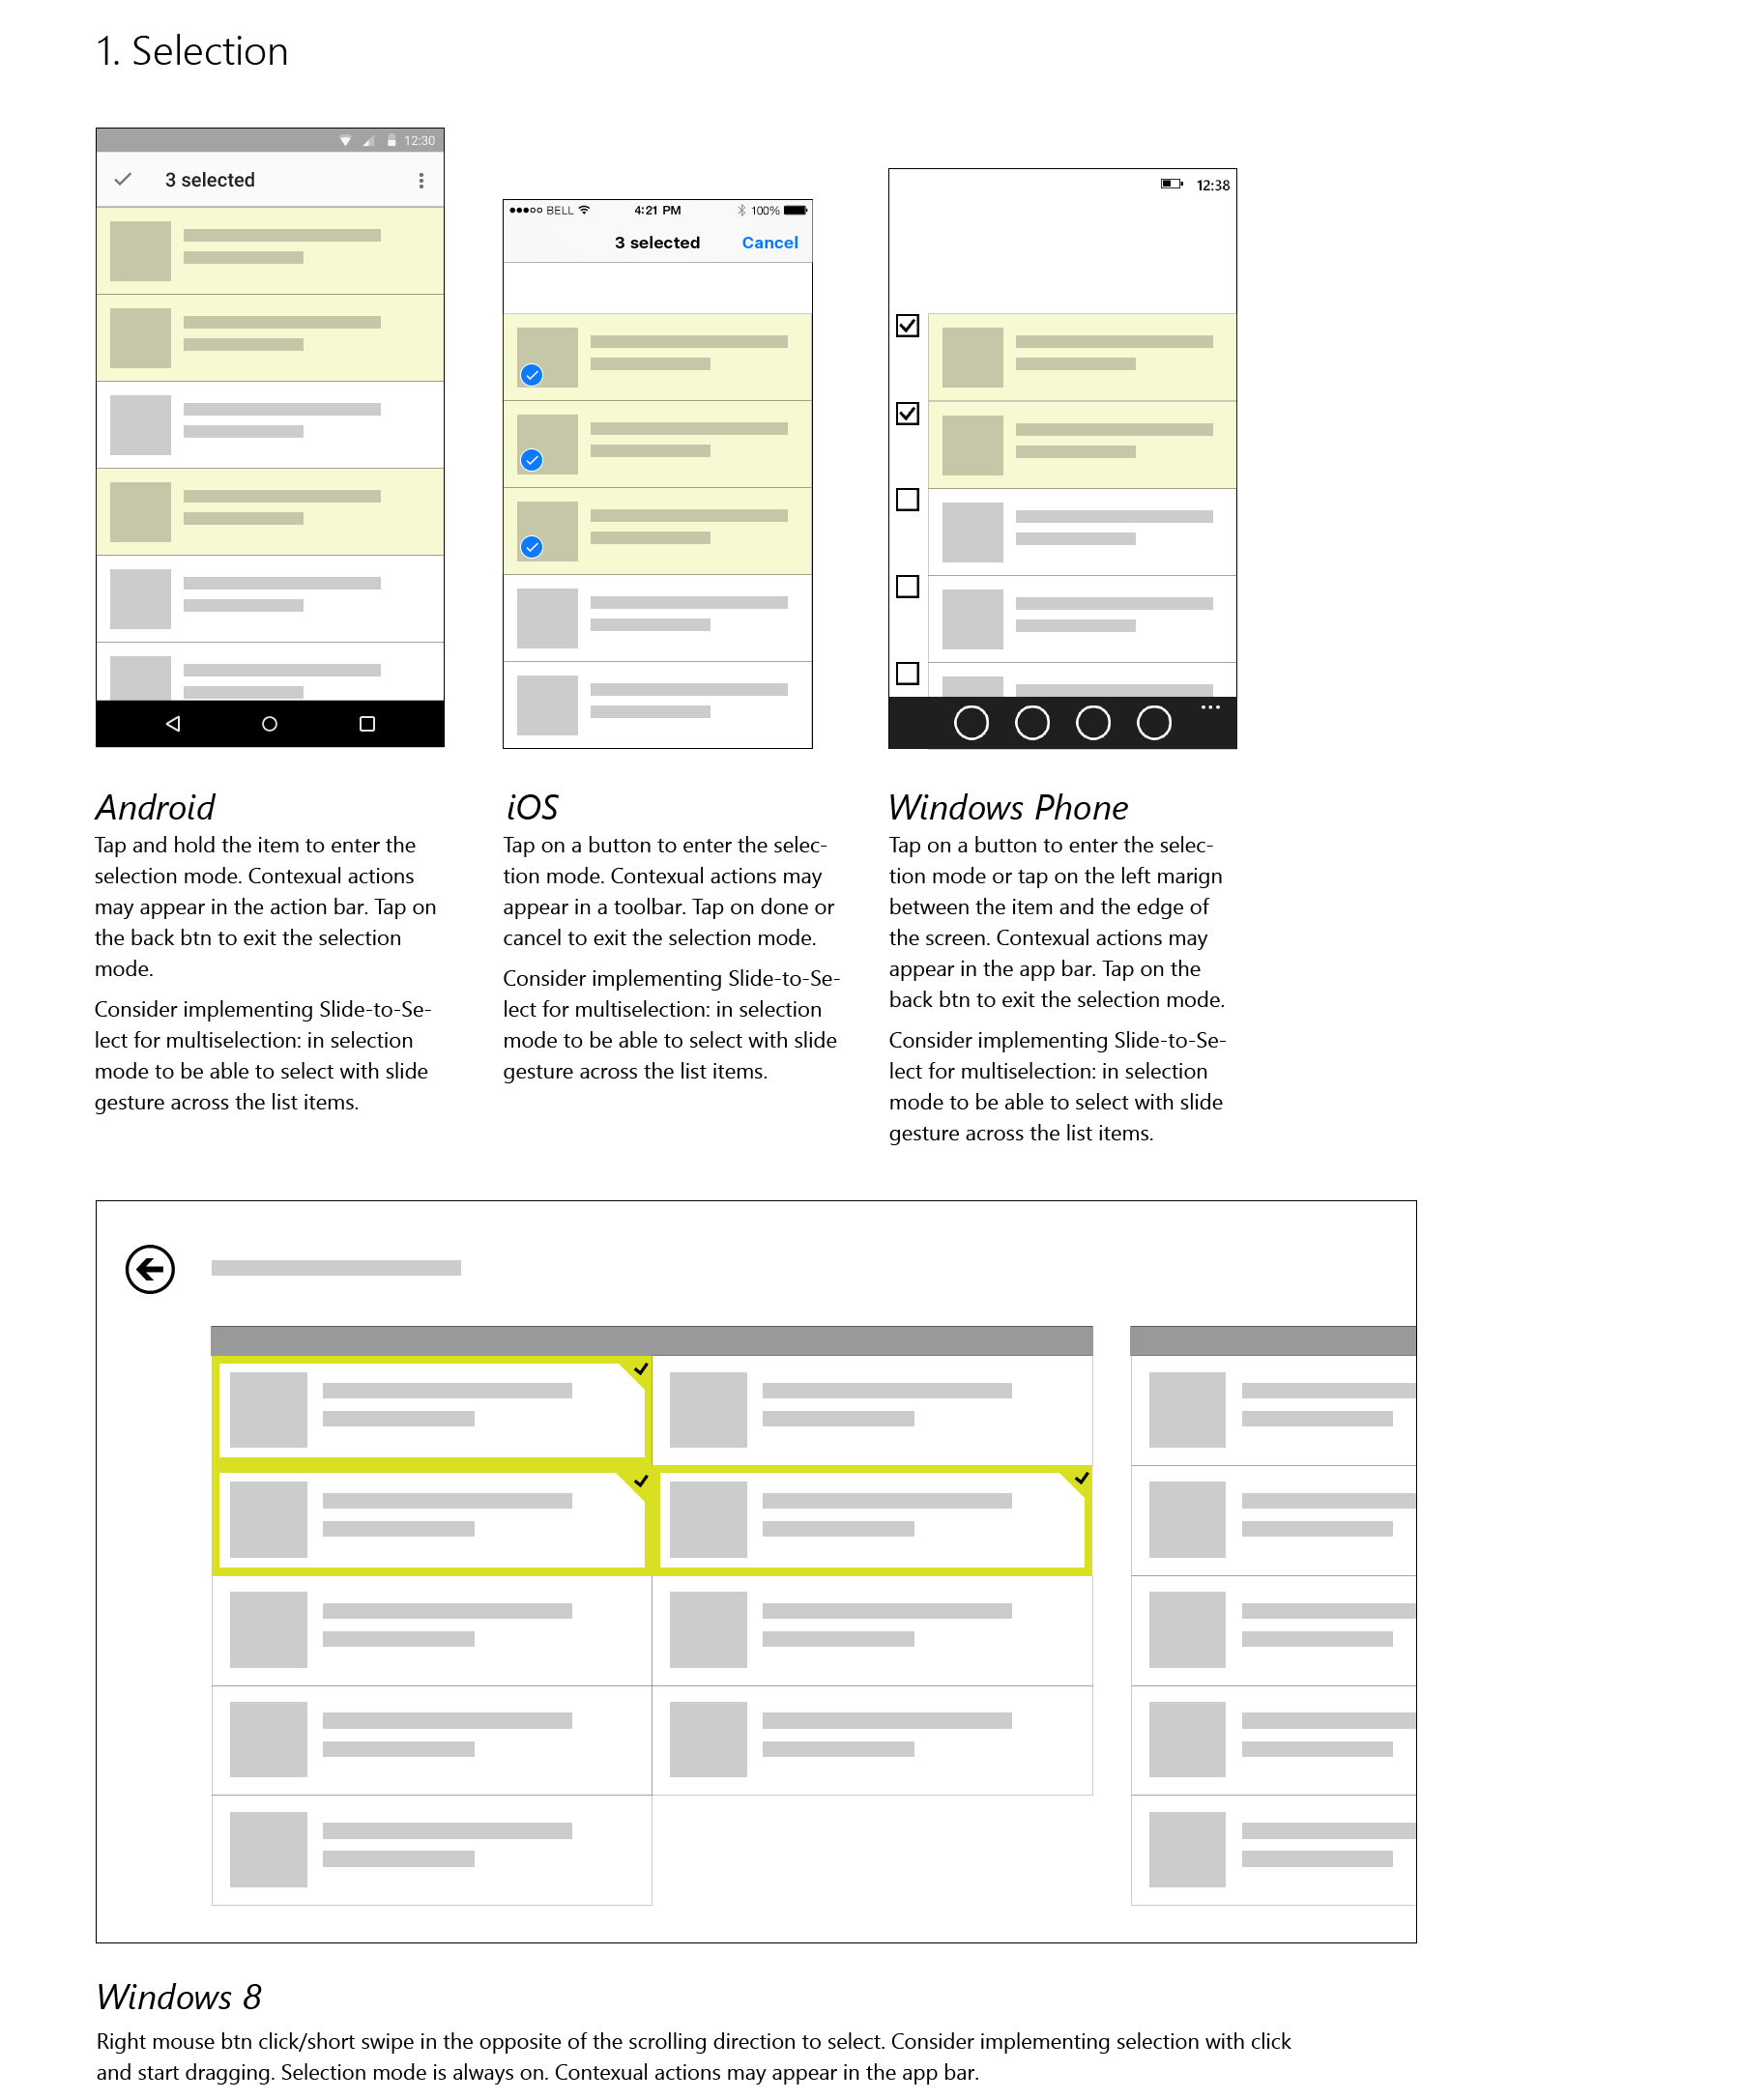 1. Selection
12:30
3 selected
●●●○○ BELL 4:21 PM 100%
3 selected Cancel
12:38
Android
Tap and hold the item to enter the
selection mode. Contexual actions
may appear in the action bar. Tap on
the back btn to exit the selection
mode.
Consider implementing Slide-to-Se-
lect for multiselection: in selection
mode to be able to select with slide
gesture across the list items.
iOS
Tap on a button to enter the selec-
tion mode. Contexual actions may
appear in a toolbar. Tap on done or
cancel to exit the selection mode.
Consider implementing Slide-to-Se-
lect for multiselection: in selection
mode to be able to select with slide
gesture across the list items.
Windows Phone
Tap on a button to enter the selec-
tion mode or tap on the left marign
between the item and the edge of
the screen. Contexual actions may
appear in the app bar. Tap on the
back btn to exit the selection mode.
Consider implementing Slide-to-Se-
lect for multiselection: in selection
mode to be able to select with slide
gesture across the list items.
Windows 8
Right mouse btn click/short swipe in the opposite of the scrolling direction to select. Consider implementing selection with click
and start dragging. Selection mode is always on. Contexual actions may appear in the app bar.